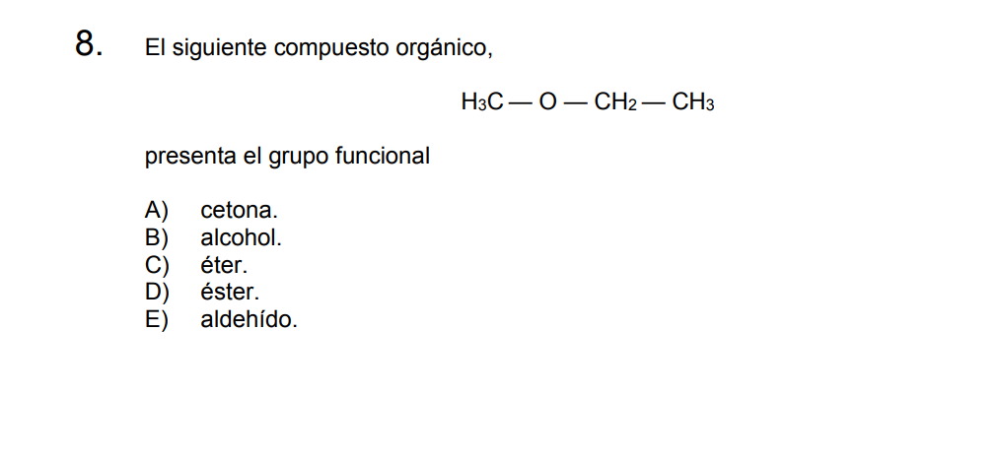 8. El siguiente compuesto orgánico,
H3C — O — CH2 — CH3
presenta el grupo funcional
A) cetona.
B) alcohol.
C) éter.
D) éster.
E) aldehído.